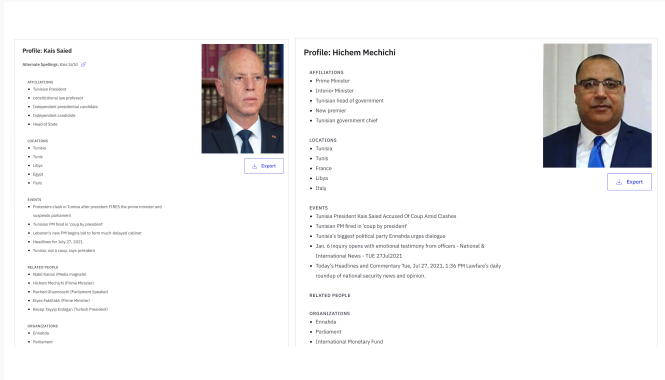 Profile: Kais Saied
Alternate Spellings: Kais Sa'id
AFFILIATIONS
Tunisian President
constitutional law professor
Independent presidential candidate
Independent candidate
Head of State
LOCATIONS
Tunisia
Tunis
Libya
Egypt
Paris
EVENTS
Protesters clash in Tunisia after president FIRES the prime minister and
suspends parliament
Tunisian PM fired in 'coup by president'
Lebanon's new PM begins bid to form much delayed cabinet
Headlines for July 27, 2021
Tunisia, not a coup, says president
RELATED PEOPLE
Nabil Karoui (Media magnate)
Hichem Mechichi (Prime Minister)
Rached Ghannouchi (Parliament Speaker)
Elyes Fakhfakh (Prime Minister)
Recep Tayyip Erdogan (Turkish President)
ORGANIZATIONS
Ennahda
Parliament
Export
Profile: Hichem Mechichi
AFFILIATIONS
Prime Minister
Interior Minister
Tunisian head of government
New premier
Tunisian government chief
LOCATIONS
Tunisia
Tunis
France
Libya
Italy
EVENTS
Tunisia President Kais Saied Accused Of Coup Amid Clashes
Tunisian PM fired in 'coup by president'
Tunisia's biggest political party Ennahda urges dialogue
Jan. 6 inquiry opens with emotional testimony from officers - National &
International News - TUE 27Jul2021
Today's Headlines and Commentary Tue, Jul 27, 2021, 1:36 PM Lawfare's daily
roundup of national security news and opinion.
RELATED PEOPLE
ORGANIZATIONS
Ennahda
Parliament
International Monetary Fund
Export